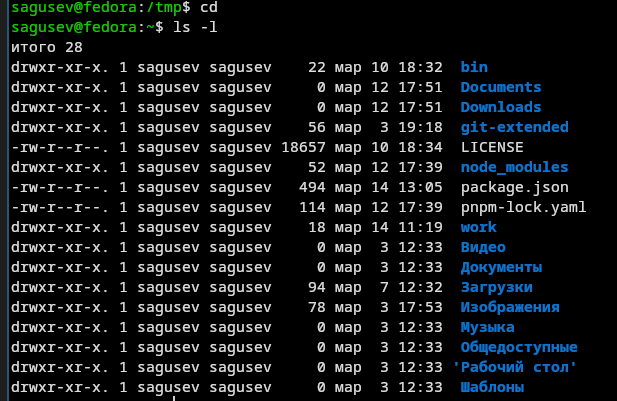 sagusev@fedora:/tmp$ cd
sagusev@fedora:~$ ls -l
итого 28
drwxr-xr-x. 1 sagusev sagusev    22 мар 10 18:32  bin
drwxr-xr-x. 1 sagusev sagusev     0 мар 12 17:51  Documents
drwxr-xr-x. 1 sagusev sagusev     0 мар 12 17:51  Downloads
drwxr-xr-x. 1 sagusev sagusev    56 мар  3 19:18  git-extended
-rw-r--r--. 1 sagusev sagusev 18657 мар 10 18:34  LICENSE
drwxr-xr-x. 1 sagusev sagusev    52 мар 12 17:39  node_modules
-rw-r--r--. 1 sagusev sagusev   494 мар 14 13:05  package.json
-rw-r--r--. 1 sagusev sagusev   114 мар 12 17:39  pnpm-lock.yaml
drwxr-xr-x. 1 sagusev sagusev    18 мар 14 11:19  work
drwxr-xr-x. 1 sagusev sagusev     0 мар  3 12:33  Видео
drwxr-xr-x. 1 sagusev sagusev     0 мар  3 12:33  Документы
drwxr-xr-x. 1 sagusev sagusev    94 мар  7 12:32  Загрузки
drwxr-xr-x. 1 sagusev sagusev    78 мар  3 17:53  Изображения
drwxr-xr-x. 1 sagusev sagusev     0 мар  3 12:33  Музыка
drwxr-xr-x. 1 sagusev sagusev     0 мар  3 12:33  Общедоступные
drwxr-xr-x. 1 sagusev sagusev     0 мар  3 12:33 'Рабочий стол'
drwxr-xr-x. 1 sagusev sagusev     0 мар  3 12:33  Шаблоны